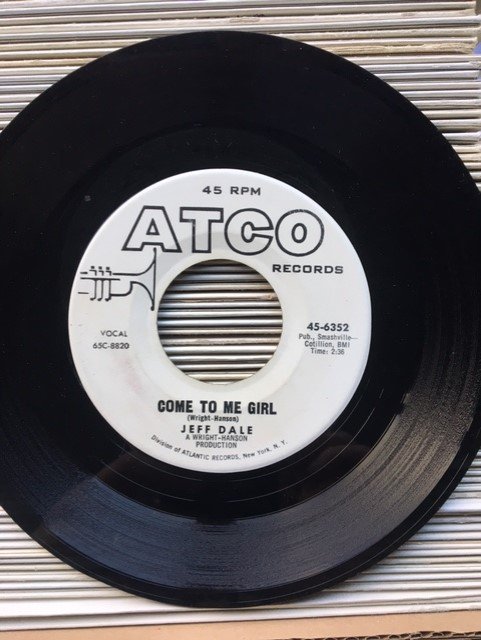 45 RPM
ATCO
RECORDS
VOCAL
65C-8820
45-6352
Pub., Smashville-
Cotillion, BMI
Time: 2:36
COME TO ME GIRL
(Wright-Hanson)
JEFF DALE
A WRIGHT-HANSON
PRODUCTION
Division of ATLANTIC RECORDS, New York, N. Y.